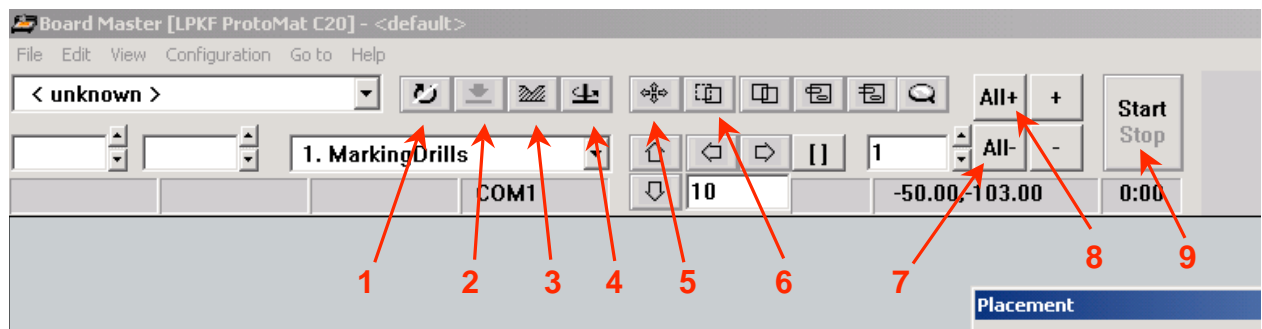 Board Master [LPKF ProtoMat C20] - <default>
File Edit View Configuration Go to Help
< unknown >
All+ +
Start
Stop
1. MarkingDrills
[ ] 1
All- -
COM1
10
-50.00,-103.00
0:00
1 2 3 4 5 6 7 8 9
Placement